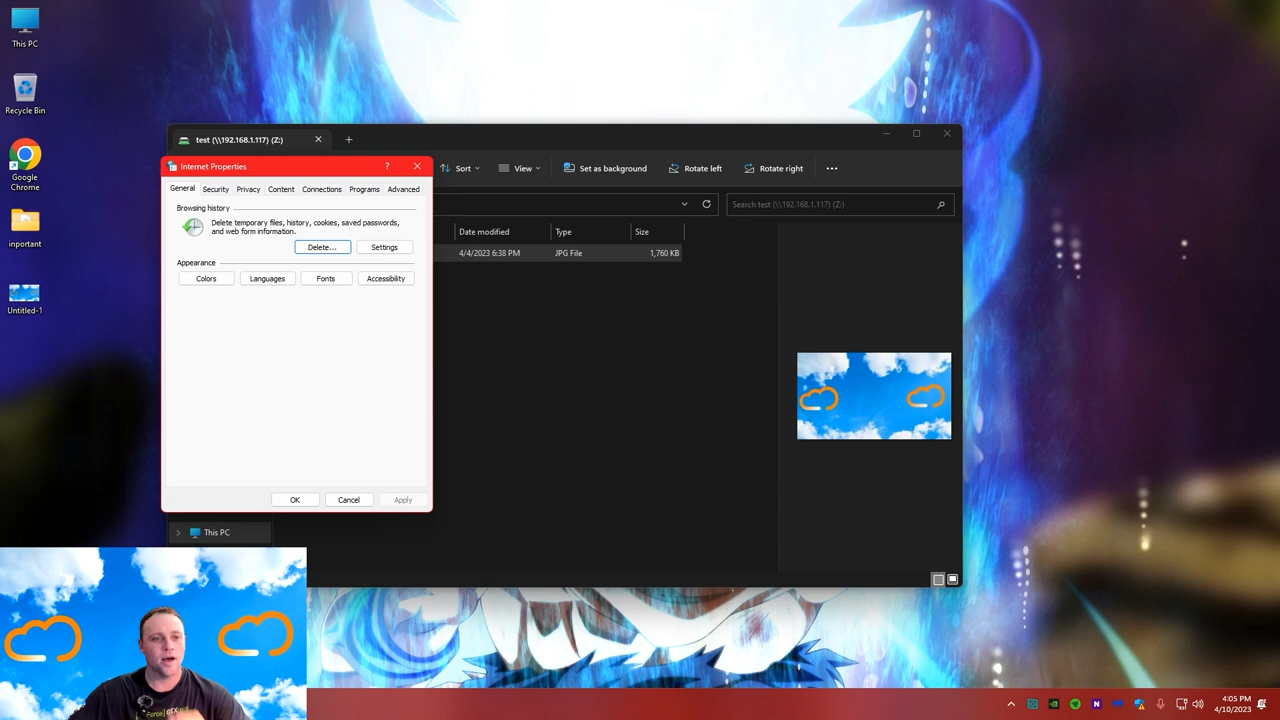 This PC
Recycle Bin
Google
Chrome
inportant
Untitled-1
test (\\192.168.1.117) (Z:)
Sort
View
Set as background
Rotate left
Rotate right
Search test (\\192.168.1.117) (Z:)
Date modified
Type
Size
4/4/2023 6:38 PM
JPG File
1,760 KB
Internet Properties
General
Security
Privacy
Content
Connections
Programs
Advanced
Browsing history
Delete temporary files, history, cookies, saved passwords,
and web form information.
Delete...
Settings
Appearance
Colors
Languages
Fonts
Accessibility
OK
Cancel
Apply
This PC
4:05 PM
4/10/2023